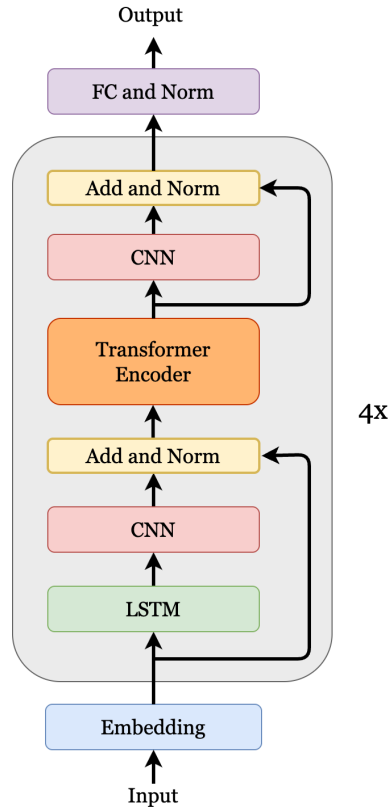 Output
FC and Norm
Add and Norm
CNN
Transformer
Encoder
4x
Add and Norm
CNN
LSTM
Embedding
Input